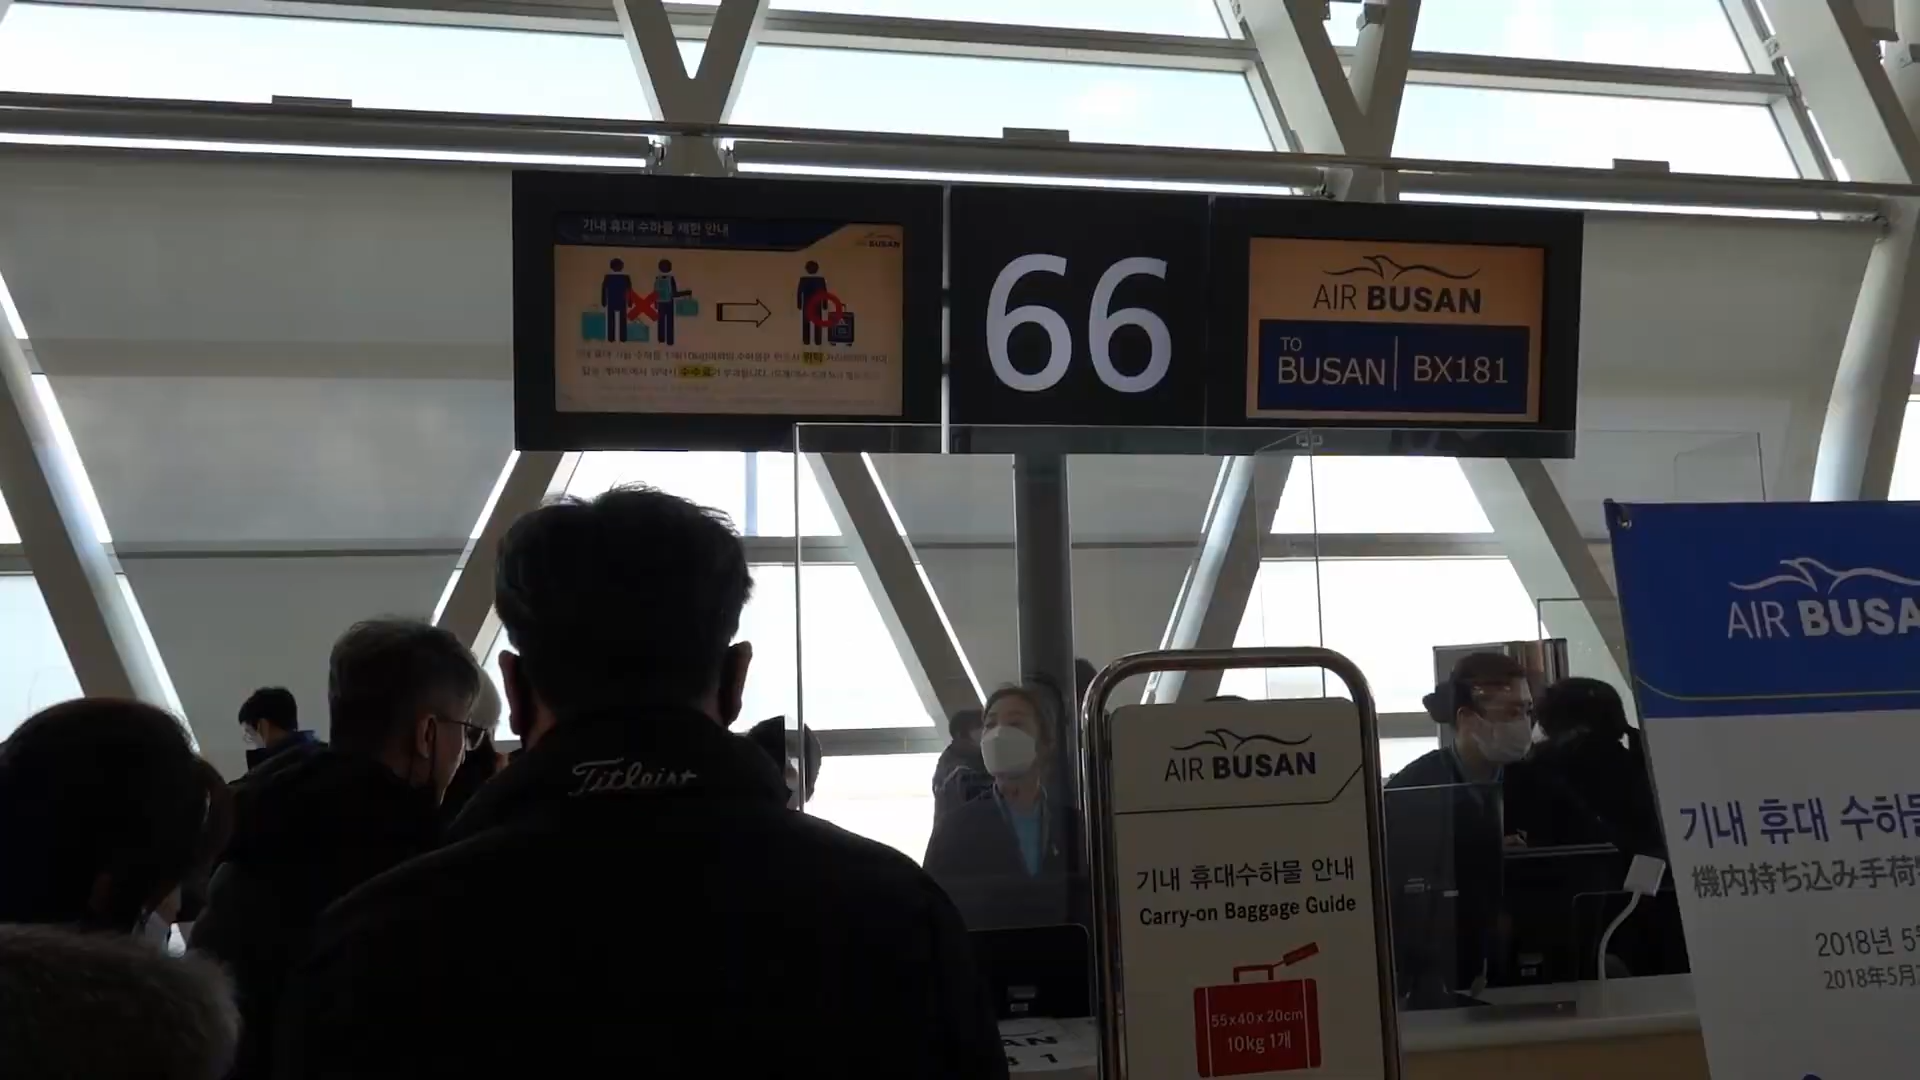 기내 휴대 수하물 제한 안내
AIR BUSAN
수수료
66
AIR BUSAN
TO
BUSAN | BX181
Titleist
AIR BUSAN
기내 휴대수하물 안내
Carry-on Baggage Guide
55x40x20cm
10kg 1개
AIR BUSA
기내 휴대 수하물
機内持ち込み手荷
2018년 5
2018年5月